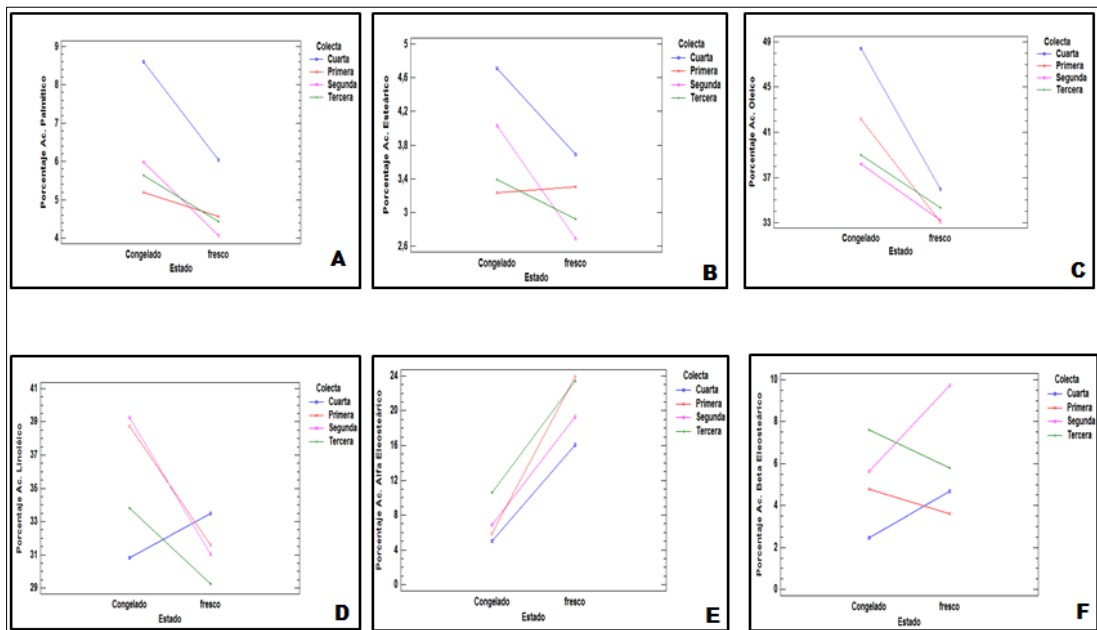 Porcentaje Ac. Palmítico
9
8
7
6
5
4
Congelado
fresco
Estado
Colecta
Cuarta
Primera
Segunda
Tercera
A
Porcentaje Ac. Esteárico
5
4,6
4,2
3,8
3,4
3
2,6
Congelado
fresco
Estado
Colecta
Cuarta
Primera
Segunda
Tercera
B
Porcentaje Ac. Oleico
49
45
41
37
33
Congelado
fresco
Estado
Colecta
Cuarta
Primera
Segunda
Tercera
C
Porcentaje Ac. Linoléico
41
39
37
35
33
31
29
Congelado
fresco
Estado
Colecta
Cuarta
Primera
Segunda
Tercera
D
Porcentaje Ac. Alfa Eleosteárico
24
20
16
12
8
4
0
Congelado
fresco
Estado
Colecta
Cuarta
Primera
Segunda
Tercera
E
Porcentaje Ac. Beta Eleosteárico
10
8
6
4
2
0
Congelado
fresco
Estado
Colecta
Cuarta
Primera
Segunda
Tercera
F